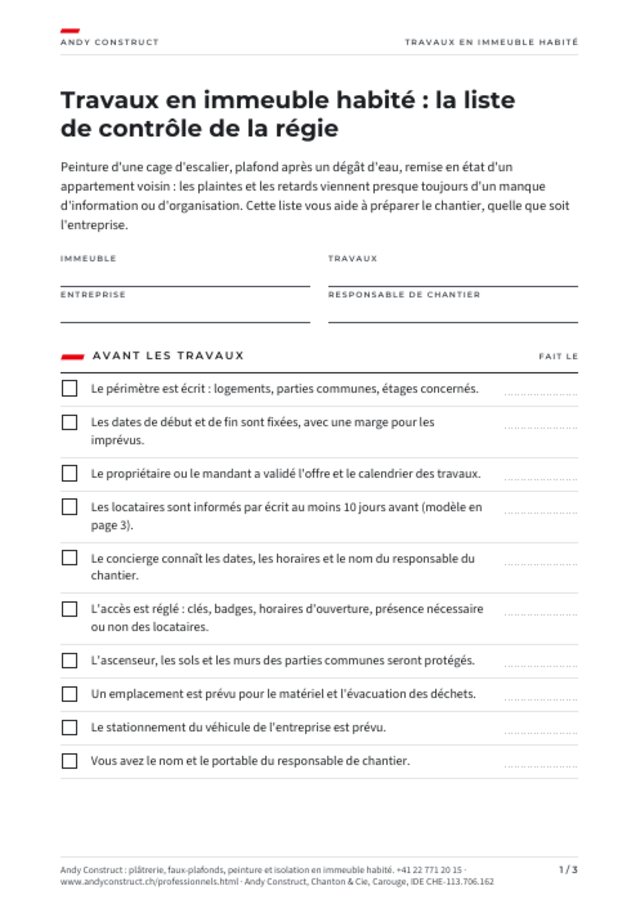 ANDY CONSTRUCT
TRAVAUX EN IMMEUBLE HABITÉ
Travaux en immeuble habité : la liste
de contrôle de la régie
Peinture d'une cage d'escalier, plafond après un dégât d'eau, remise en état d'un
appartement voisin : les plaintes et les retards viennent presque toujours d'un manque
d'information ou d'organisation. Cette liste vous aide à préparer le chantier, quelle que soit
l'entreprise.
IMMEUBLE
TRAVAUX
ENTREPRISE
RESPONSABLE DE CHANTIER
AVANT LES TRAVAUX
FAIT LE
Le périmètre est écrit : logements, parties communes, étages concernés.
Les dates de début et de fin sont fixées, avec une marge pour les
imprévus.
Le propriétaire ou le mandant a validé l'offre et le calendrier des travaux.
Les locataires sont informés par écrit au moins 10 jours avant (modèle en
page 3).
Le concierge connaît les dates, les horaires et le nom du responsable du
chantier.
L'accès est réglé : clés, badges, horaires d'ouverture, présence nécessaire
ou non des locataires.
L'ascenseur, les sols et les murs des parties communes seront protégés.
Un emplacement est prévu pour le matériel et l'évacuation des déchets.
Le stationnement du véhicule de l'entreprise est prévu.
Vous avez le nom et le portable du responsable de chantier.
Andy Construct : plâtrerie, faux-plafonds, peinture et isolation en immeuble habité. +41 22 771 20 15 ·
www.andyconstruct.ch/professionnels.html · Andy Construct, Chanton & Cie, Carouge, IDE CHE-113.706.162
1 / 3